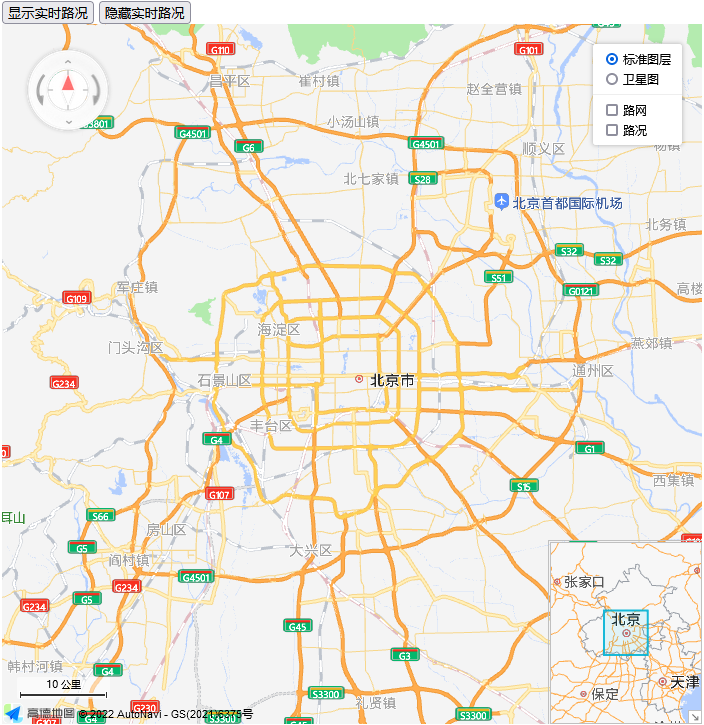 显示实时路况 隐藏实时路况
G110
G101
标准图层
卫星图
路网
路况
昌平区
崔村镇
赵全营镇
小汤山镇
G4501
G6
G4501
顺义区
杨镇
北七家镇
S28
北京首都国际机场
北务镇
S32
S32
S51
军庄镇
G109
G0121
高楼
海淀区
门头沟区
燕郊镇
石景山区
北京市
通州区
G234
丰台区
G4
G1
西集镇
G107
S15
耳山
S66
房山区
G5
阎村镇
大兴区
G4501
G234
G5
G234
G45
G3
韩村河镇
G4
10 公里
S3300
礼贤镇
G230
S3300
S3300
张家口
北京
天津
保定
高德地图 © 2022 AutoNavi - GS(2021)6375号